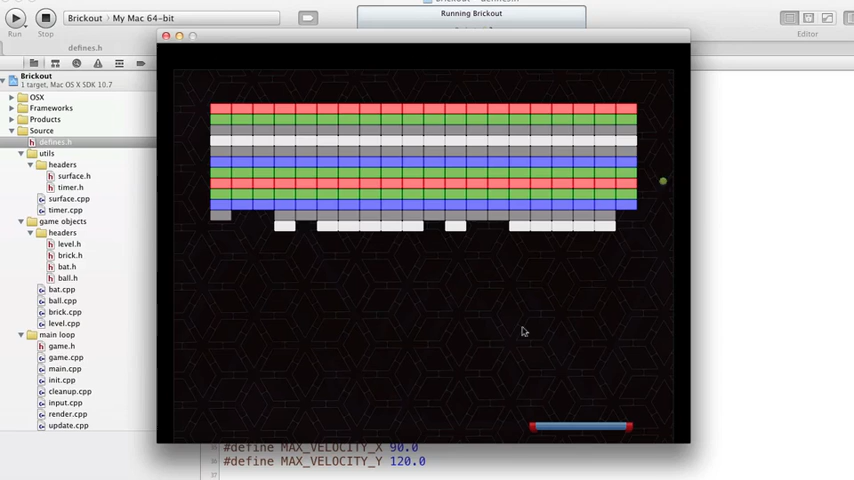 Running Brickout
Run
Stop
Brickout
My Mac 64-bit
Editor
defines.h
Brickout
1 target, Mac OS X SDK 10.7
OSX
Frameworks
Products
Source
defines.h
utils
headers
surface.h
timer.h
surface.cpp
timer.cpp
game objects
headers
level.h
brick.h
bat.h
ball.h
bat.cpp
ball.cpp
brick.cpp
level.cpp
main loop
game.h
game.cpp
main.cpp
init.cpp
cleanup.cpp
input.cpp
render.cpp
update.cpp
#define MAX_VELOCITY_X 90.0
36 #define MAX_VELOCITY_Y 120.0
37